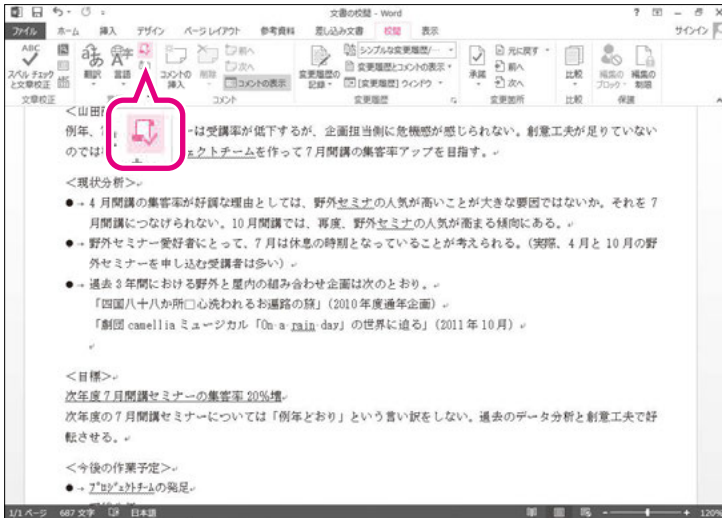 文書の校閲 - Word
ファイル ホーム 挿入 デザイン ページレイアウト 参考資料 差し込み文書 校閲 表示 サインイン
ABC
スペル チェックと文章校正
翻訳 言語
コメントの挿入 削除 前へ 次へ コメントの表示
変更履歴の記録 シンプルな変更履歴/… 変更履歴とコメントの表示 [変更履歴] ウィンドウ
承諾 元に戻す 前へ 次へ
比較 編集のブロック 編集の制限
文章校正 コメント 変更履歴 変更箇所 比較 保護
<山田
例年、 は受講率が低下するが、企画担当側に危機感が感じられない。創意工夫が足りていない
のでは ェクトチームを作って7月開講の集客率アップを目指す。
<現状分析>
● 4月開講の集客率が好調な理由としては、野外セミナの人気が高いことが大きな要因ではないか。それを7
月開講につなげられない。10月開講では、再度、野外セミナの人気が高まる傾向にある。
● 野外セミナー愛好者にとって、7月は休息の時期となっていることが考えられる。(実際、4月と10月の野
外セミナーを申し込む受講者は多い)
● 過去3年間における野外と屋内の組み合わせ企画は次のとおり。
「四国八十八か所□心洗われるお遍路の旅」(2010年度通年企画)
「劇団 camellia ミュージカル「On·a·rain·day」の世界に迫る」(2011年10月)
<目標>
次年度7月開講セミナーの集客率20%増
次年度の7月開講セミナーについては「例年どおり」という言い訳をしない。過去のデータ分析と創意工夫で好
転させる。
<今後の作業予定>
● プロジェクトチームの発足
1/1 ページ 687 文字 日本語 120%